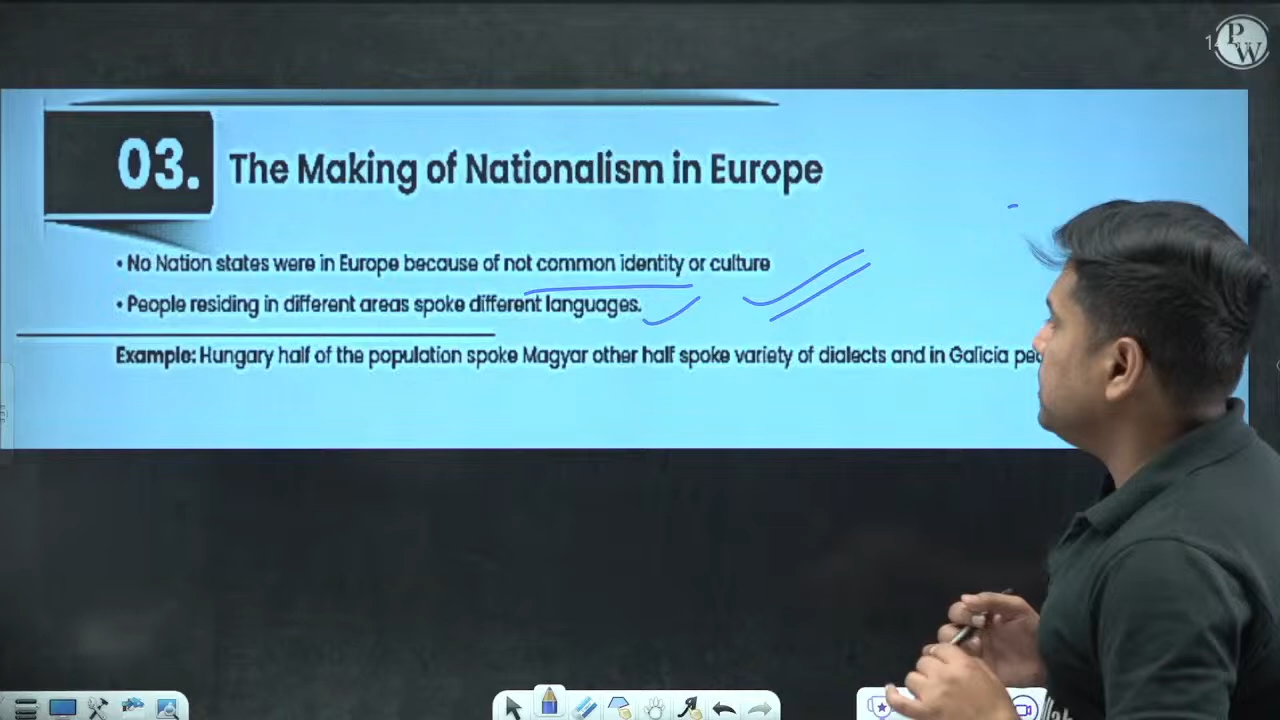 PW
03.
The Making of Nationalism in Europe
• No Nation states were in Europe because of not common identity or culture
• People residing in different areas spoke different languages.
Example: Hungary half of the population spoke Magyar other half spoke variety of dialects and in Galicia